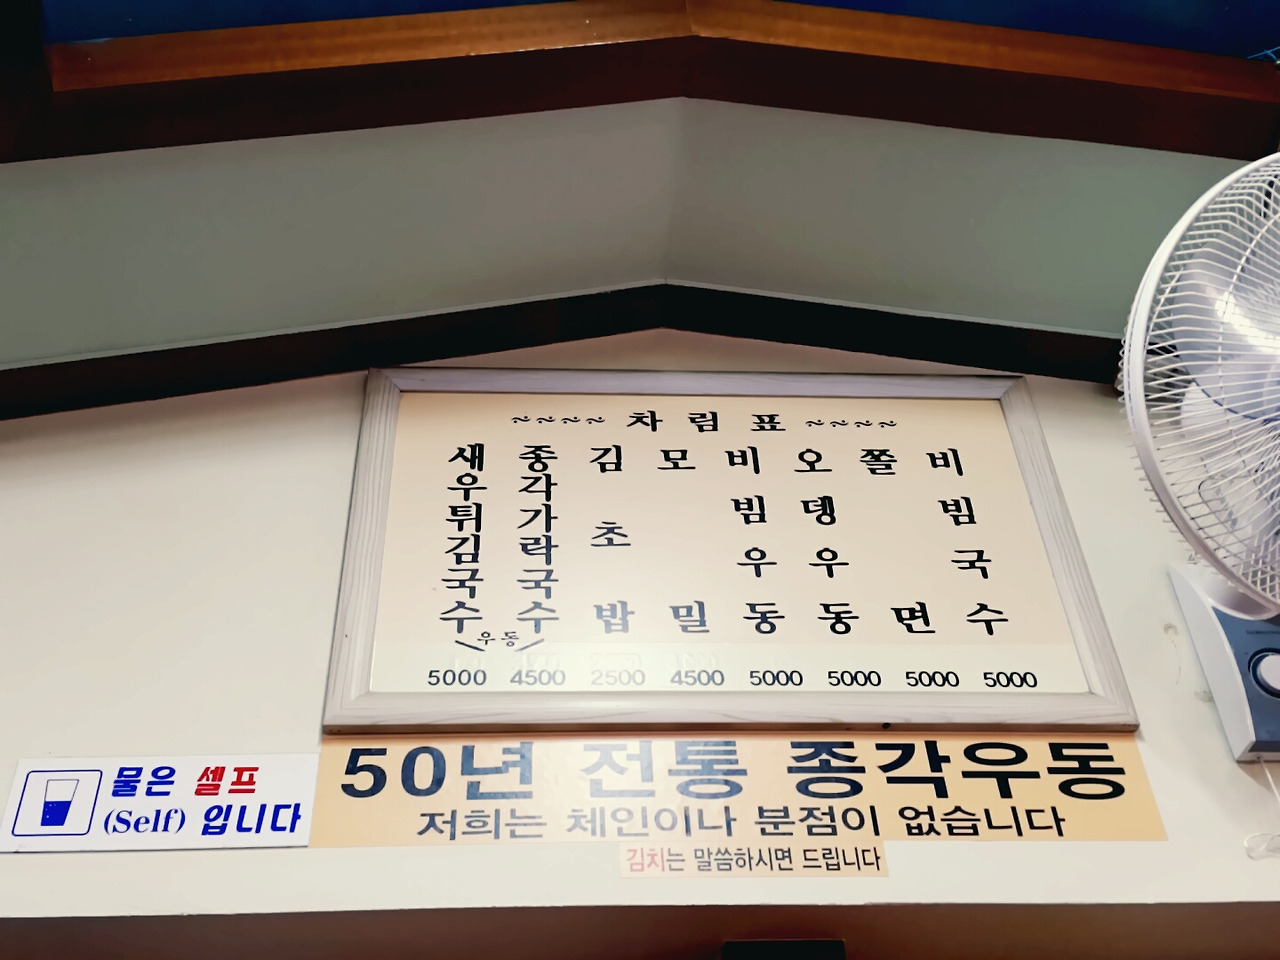 ~~~~ 차림표 ~~~~
새우튀김국수
종각가락국수
(우동)
김초밥
모밀
비빔우동
오뎅우동
쫄면
비빔국수
5000 4500 2500 4500 5000 5000 5000 5000
50년 전통 종각우동
저희는 체인이나 분점이 없습니다
김치는 말씀하시면 드립니다
물은 셀프
(Self) 입니다